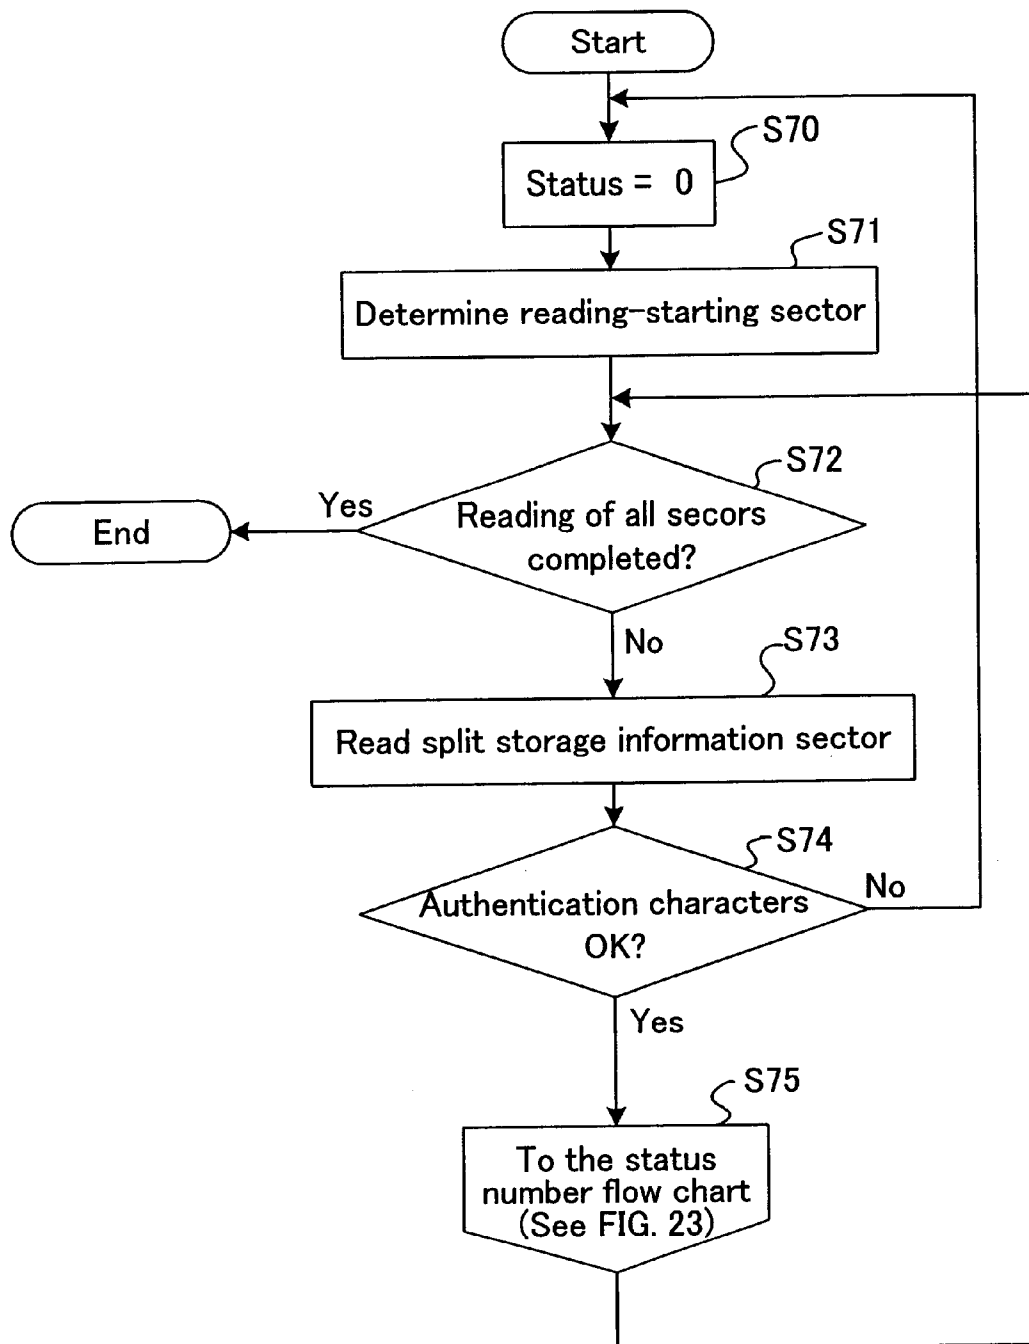 Start
S70
Status = 0
S71
Determine reading-starting sector
S72
Yes
Reading of all secors
completed?
End
No
S73
Read split storage information sector
S74
No
Authentication characters
OK?
Yes
S75
To the status
number flow chart
(See FIG. 23)